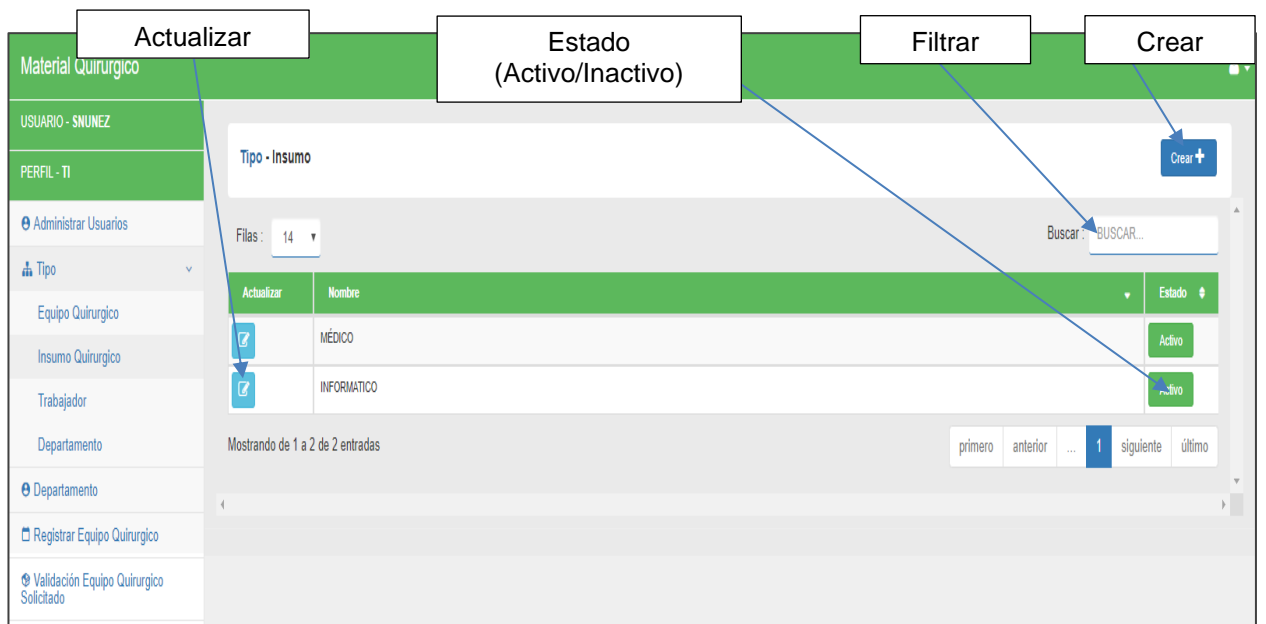 Actualizar
Estado
(Activo/Inactivo)
Filtrar
Crear
Material Quirurgico
USUARIO - SNUNEZ
PERFIL - TI
Administrar Usuarios
Tipo
Equipo Quirurgico
Insumo Quirurgico
Trabajador
Departamento
Departamento
Registrar Equipo Quirurgico
Validación Equipo Quirurgico
Solicitado
Tipo - Insumo
Crear
Filas : 14
Buscar : BUSCAR...
Actualizar Nombre Estado
MÉDICO Activo
INFORMATICO Activo
Mostrando de 1 a 2 de 2 entradas
primero anterior ... 1 siguiente último